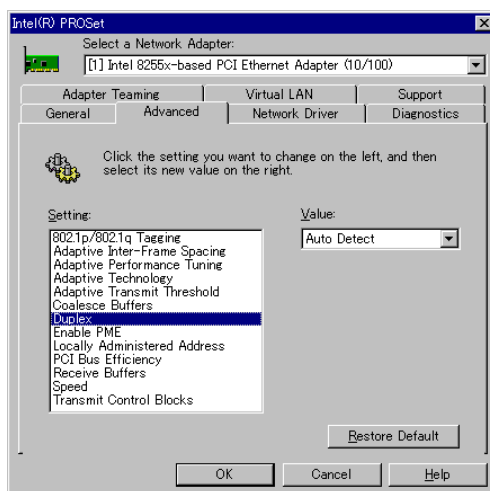 Intel(R) PROSet
Select a Network Adapter:
[1] Intel 8255x-based PCI Ethernet Adapter (10/100)
Adapter Teaming
Virtual LAN
Support
General
Advanced
Network Driver
Diagnostics
Click the setting you want to change on the left, and then
select its new value on the right.
Setting:
Value:
802.1p/802.1q Tagging
Auto Detect
Adaptive Inter-Frame Spacing
Adaptive Performance Tuning
Adaptive Technology
Adaptive Transmit Threshold
Coalesce Buffers
Duplex
Enable PME
Locally Administered Address
PCI Bus Efficiency
Receive Buffers
Speed
Transmit Control Blocks
Restore Default
OK
Cancel
Help